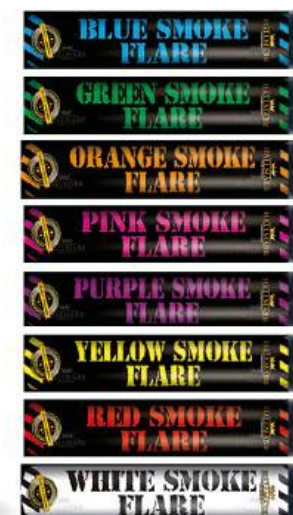 BLUE SMOKE
FLARE
GREEN SMOKE
FLARE
ORANGE SMOKE
FLARE
PINK SMOKE
FLARE
PURPLE SMOKE
FLARE
YELLOW SMOKE
FLARE
RED SMOKE
FLARE
WHITE SMOKE
FLARE